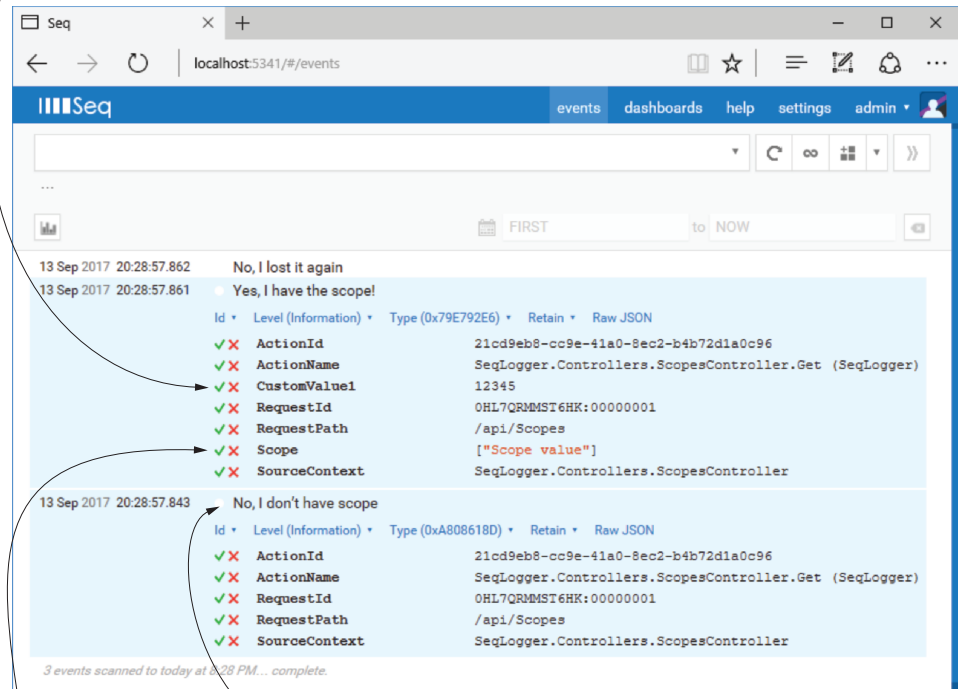 Seq
localhost:5341/#/events
Seq events dashboards help settings admin
...
FIRST to NOW
13 Sep 2017 20:28:57.862 No, I lost it again
13 Sep 2017 20:28:57.861 Yes, I have the scope!
Id Level (Information) Type (0x79E792E6) Retain Raw JSON
ActionId 21cd9eb8-cc9e-41a0-8ec2-b4b72d1a0c96
ActionName SeqLogger.Controllers.ScopesController.Get (SeqLogger)
CustomValue1 12345
RequestId 0HL7QRMMST6HK:00000001
RequestPath /api/Scopes
Scope ["Scope value"]
SourceContext SeqLogger.Controllers.ScopesController
13 Sep 2017 20:28:57.843 No, I don't have scope
Id Level (Information) Type (0xA808618D) Retain Raw JSON
ActionId 21cd9eb8-cc9e-41a0-8ec2-b4b72d1a0c96
ActionName SeqLogger.Controllers.ScopesController.Get (SeqLogger)
RequestId 0HL7QRMMST6HK:00000001
RequestPath /api/Scopes
SourceContext SeqLogger.Controllers.ScopesController
3 events scanned to today at 8:28 PM... complete.